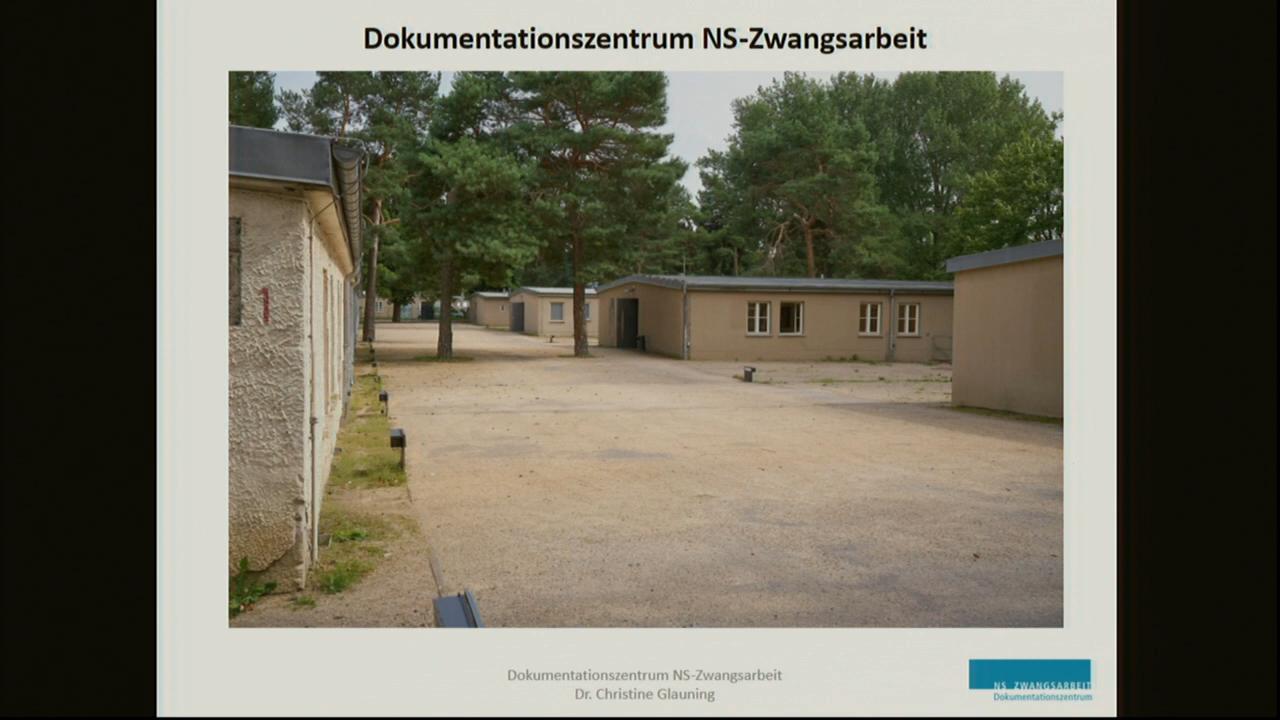 Dokumentationszentrum NS-Zwangsarbeit
1
Dokumentationszentrum NS-Zwangsarbeit
Dr. Christine Glauning
NS ZWANGSARBEIT
Dokumentationszentrum